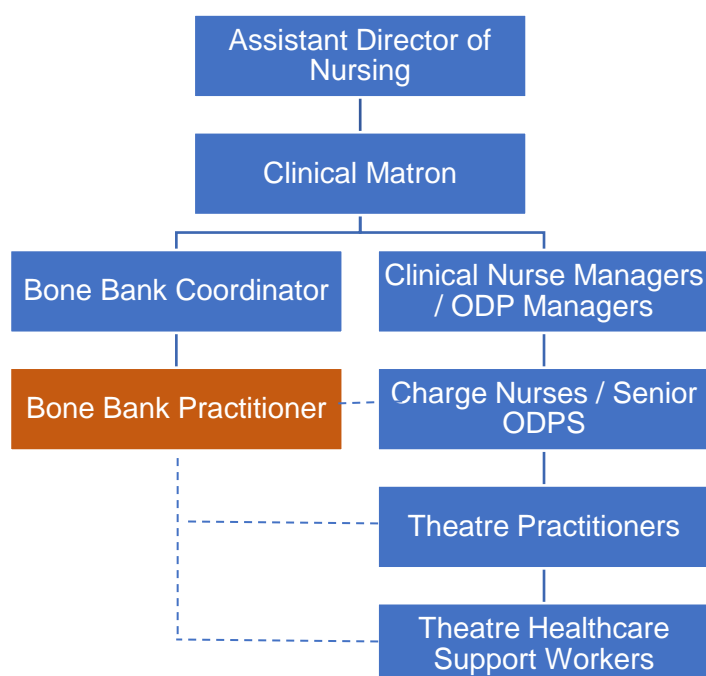 Assistant Director of
Nursing
Clinical Matron
Bone Bank Coordinator
Clinical Nurse Managers
/ ODP Managers
Bone Bank Practitioner
Charge Nurses / Senior
ODPS
Theatre Practitioners
Theatre Healthcare
Support Workers